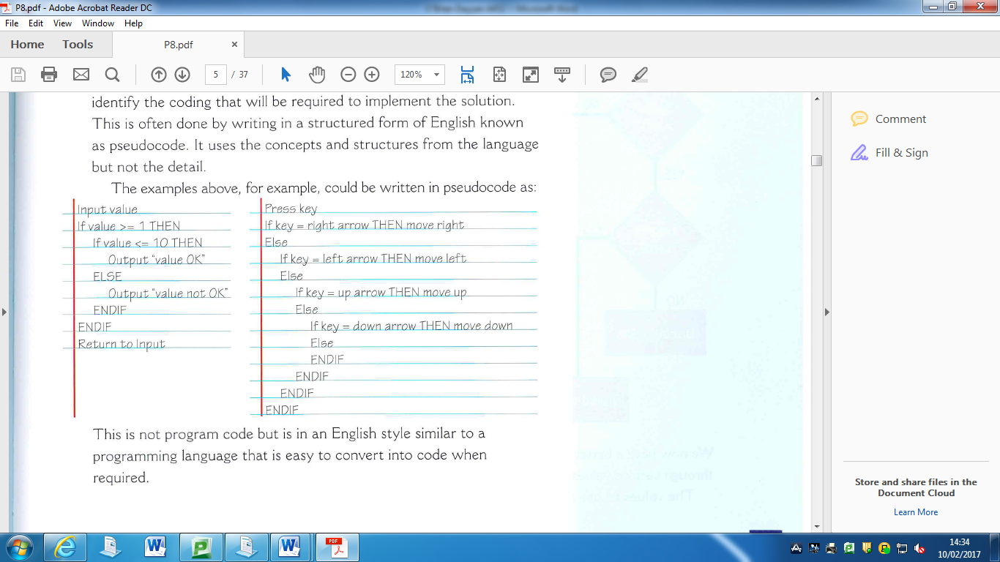 P8.pdf - Adobe Acrobat Reader DC
File Edit View Window Help
Home Tools P8.pdf ×
5 / 37 120%
identify the coding that will be required to implement the solution.
This is often done by writing in a structured form of English known
as pseudocode. It uses the concepts and structures from the language
but not the detail.
The examples above, for example, could be written in pseudocode as:
Input value
If value >= 1 THEN
If value <= 10 THEN
Output “value OK”
ELSE
Output “value not OK”
ENDIF
ENDIF
Return to Input
Press key
If key = right arrow THEN move right
Else
If key = left arrow THEN move left
Else
If key = up arrow THEN move up
Else
If key = down arrow THEN move down
Else
ENDIF
ENDIF
ENDIF
ENDIF
This is not program code but is in an English style similar to a
programming language that is easy to convert into code when
required.
Comment
Fill & Sign
Store and share files in the
Document Cloud
Learn More
14:34
10/02/2017